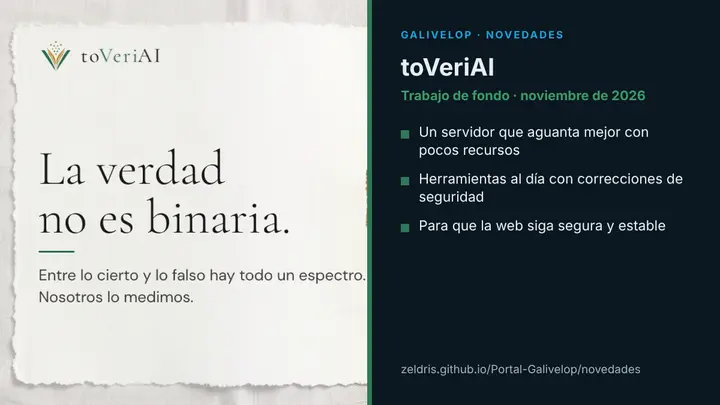 toVeriAI
La verdad
no es binaria.
Entre lo cierto y lo falso hay todo un espectro.
Nosotros lo medimos.
GALIVELOP · NOVEDADES
toVeriAI
Trabajo de fondo · noviembre de 2026
Un servidor que aguanta mejor con
pocos recursos
Herramientas al día con correcciones de
seguridad
Para que la web siga segura y estable
zeldris.github.io/Portal-Galivelop/novedades